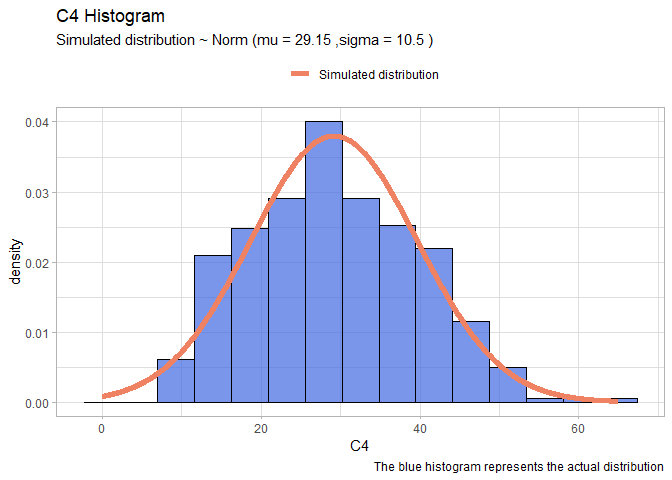 C4 Histogram
Simulated distribution ~ Norm (mu = 29.15 ,sigma = 10.5 )
Simulated distribution
0.04
0.03
0.02
0.01
0.00
density
0 20 40 60
C4
The blue histogram represents the actual distribution